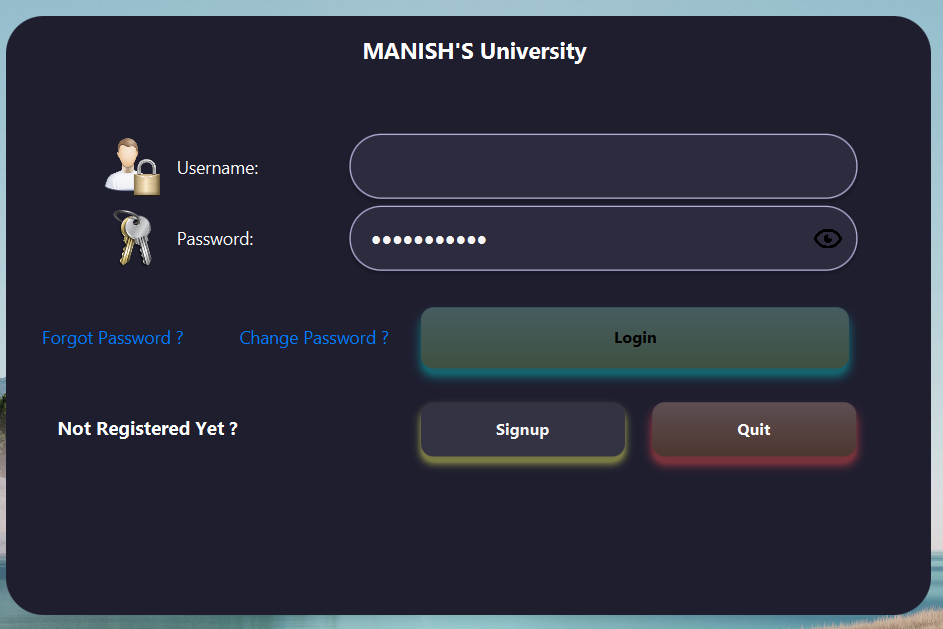 MANISH'S University
Username:
Password:
•••••••••••
Forgot Password ?
Change Password ?
Login
Not Registered Yet ?
Signup
Quit